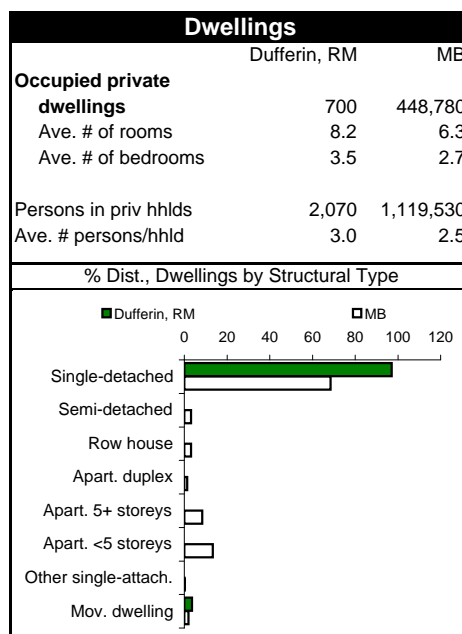 Dwellings
Dufferin, RM MB
Occupied private
dwellings 700 448,780
Ave. # of rooms 8.2 6.3
Ave. # of bedrooms 3.5 2.7
Persons in priv hhlds 2,070 1,119,530
Ave. # persons/hhld 3.0 2.5
% Dist., Dwellings by Structural Type
Dufferin, RM MB
0 20 40 60 80 100 120
Single-detached
Semi-detached
Row house
Apart. duplex
Apart. 5+ storeys
Apart. <5 storeys
Other single-attach.
Mov. dwelling